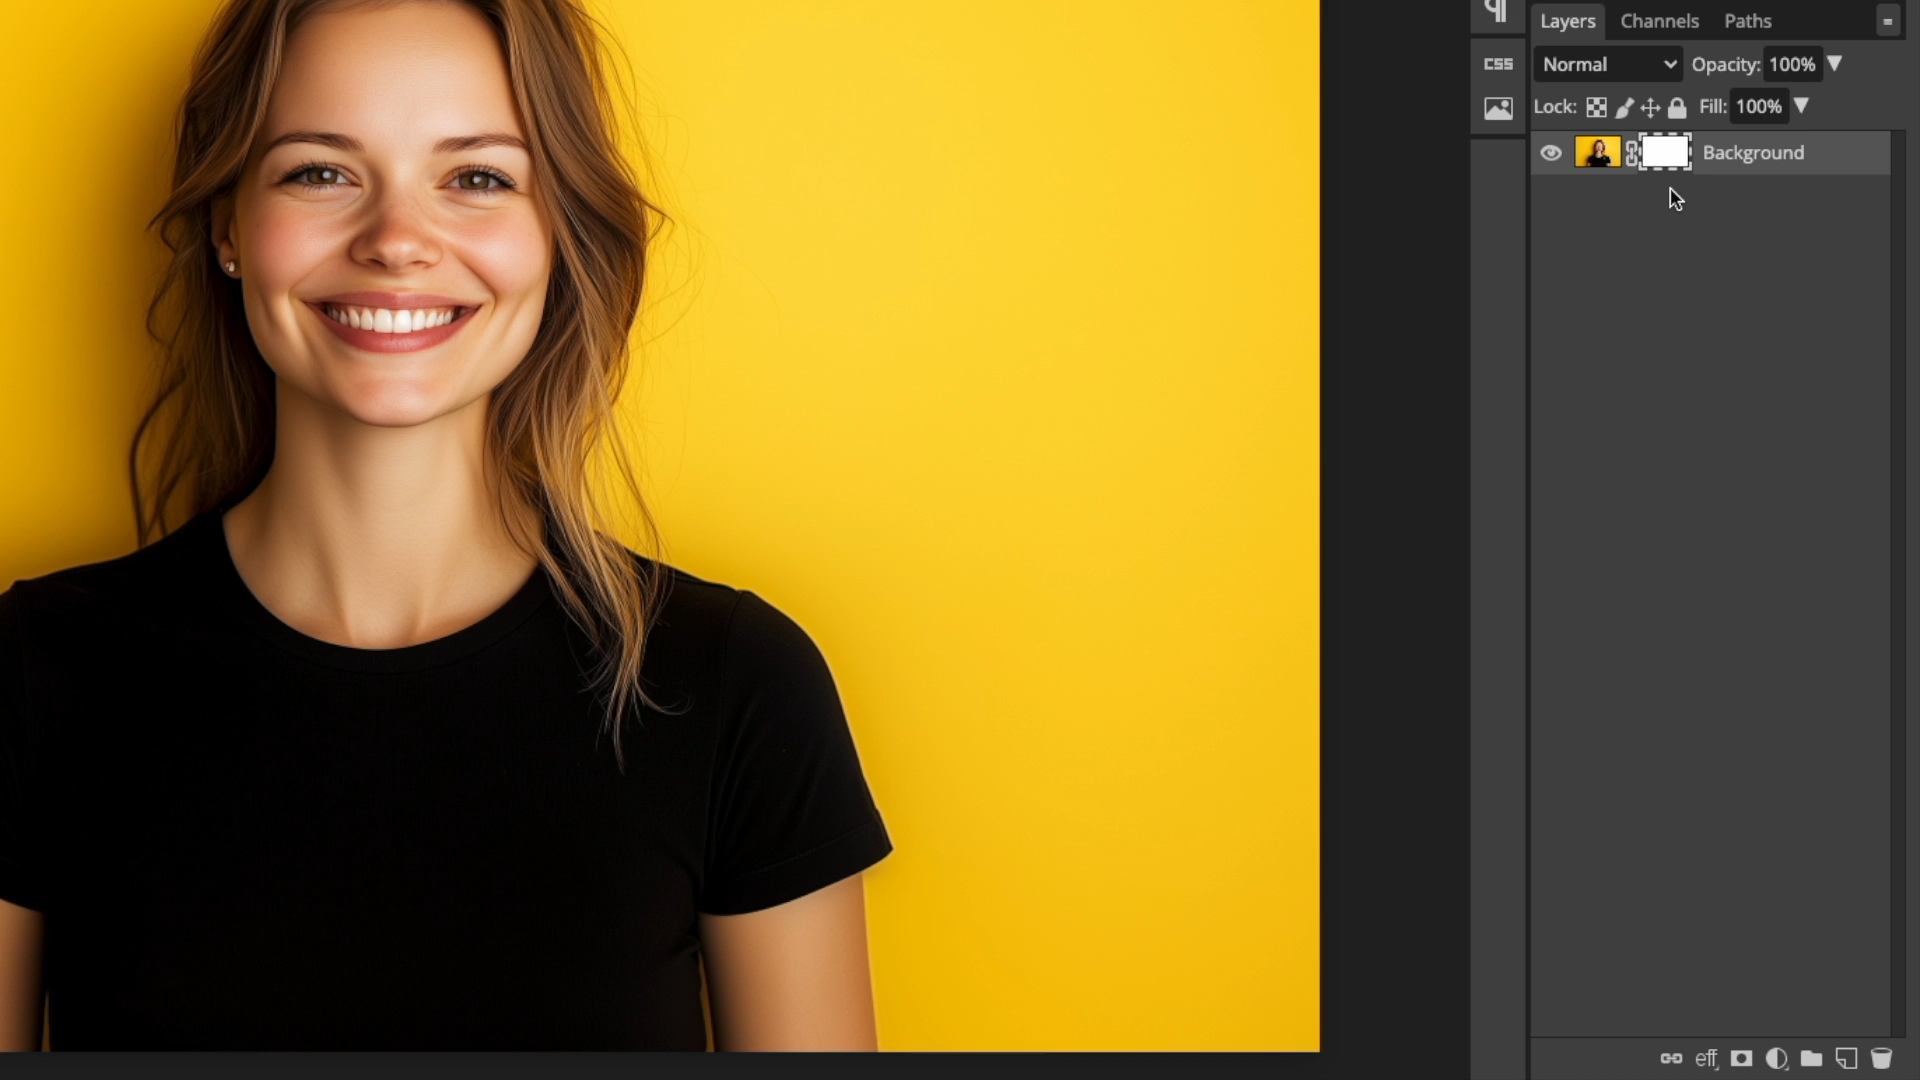 Layers Channels Paths
CSS
Normal Opacity: 100%
Lock: Fill: 100%
Background
eff